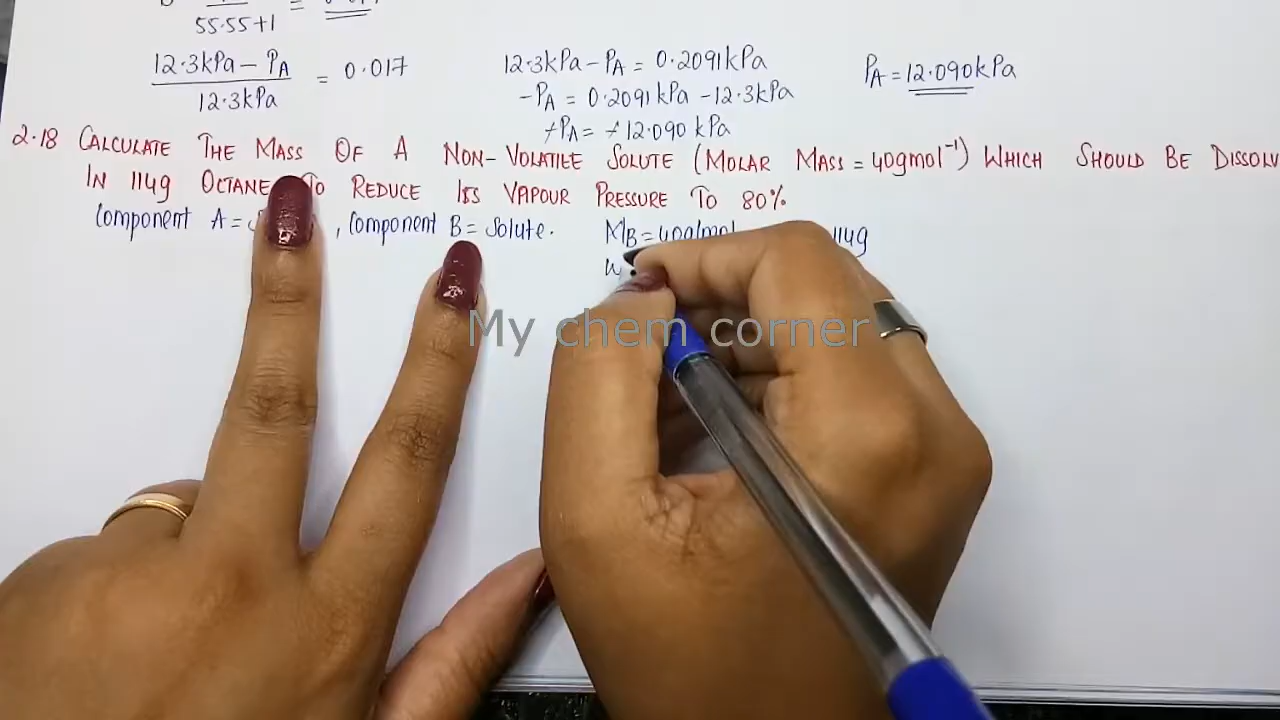 55.55+1 =
12.3kPa - PA = 0.017
12.3kPa
12.3kPa - PA = 0.2091kPa
-PA = 0.2091kPa - 12.3kPa
+PA = +12.090 kPa
PA = 12.090kPa
2.18 CALCULATE THE MASS OF A NON-VOLATILE SOLUTE (MOLAR MASS = 40gmol⁻¹) WHICH SHOULD BE DISSOLV
IN 114g OCTANE TO REDUCE ITS VAPOUR PRESSURE TO 80%.
Component A = , Component B = Solute. MB = 40g/mol 114g
My chem corner